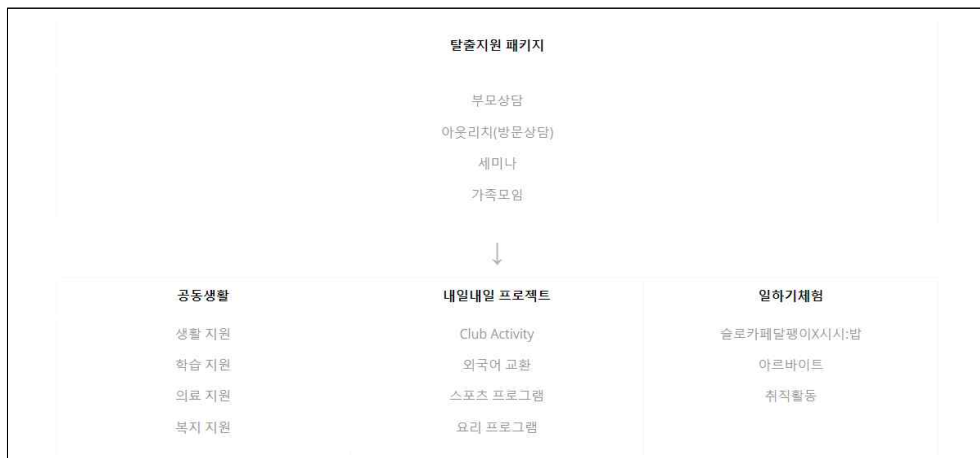 탈출지원 패키지
부모상담
아웃리치(방문상담)
세미나
가족모임
↓
공동생활
생활 지원
학습 지원
의료 지원
복지 지원
내일내일 프로젝트
Club Activity
외국어 교환
스포츠 프로그램
요리 프로그램
일하기체험
슬로카페달팽이X시시:밥
아르바이트
취직활동